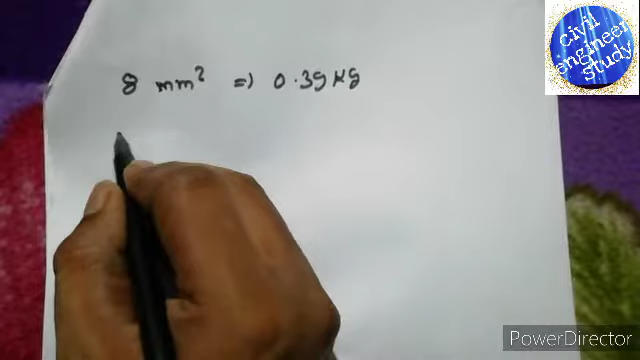 8 mm² => 0.39 Kg
civil
engineer
study
PowerDirector